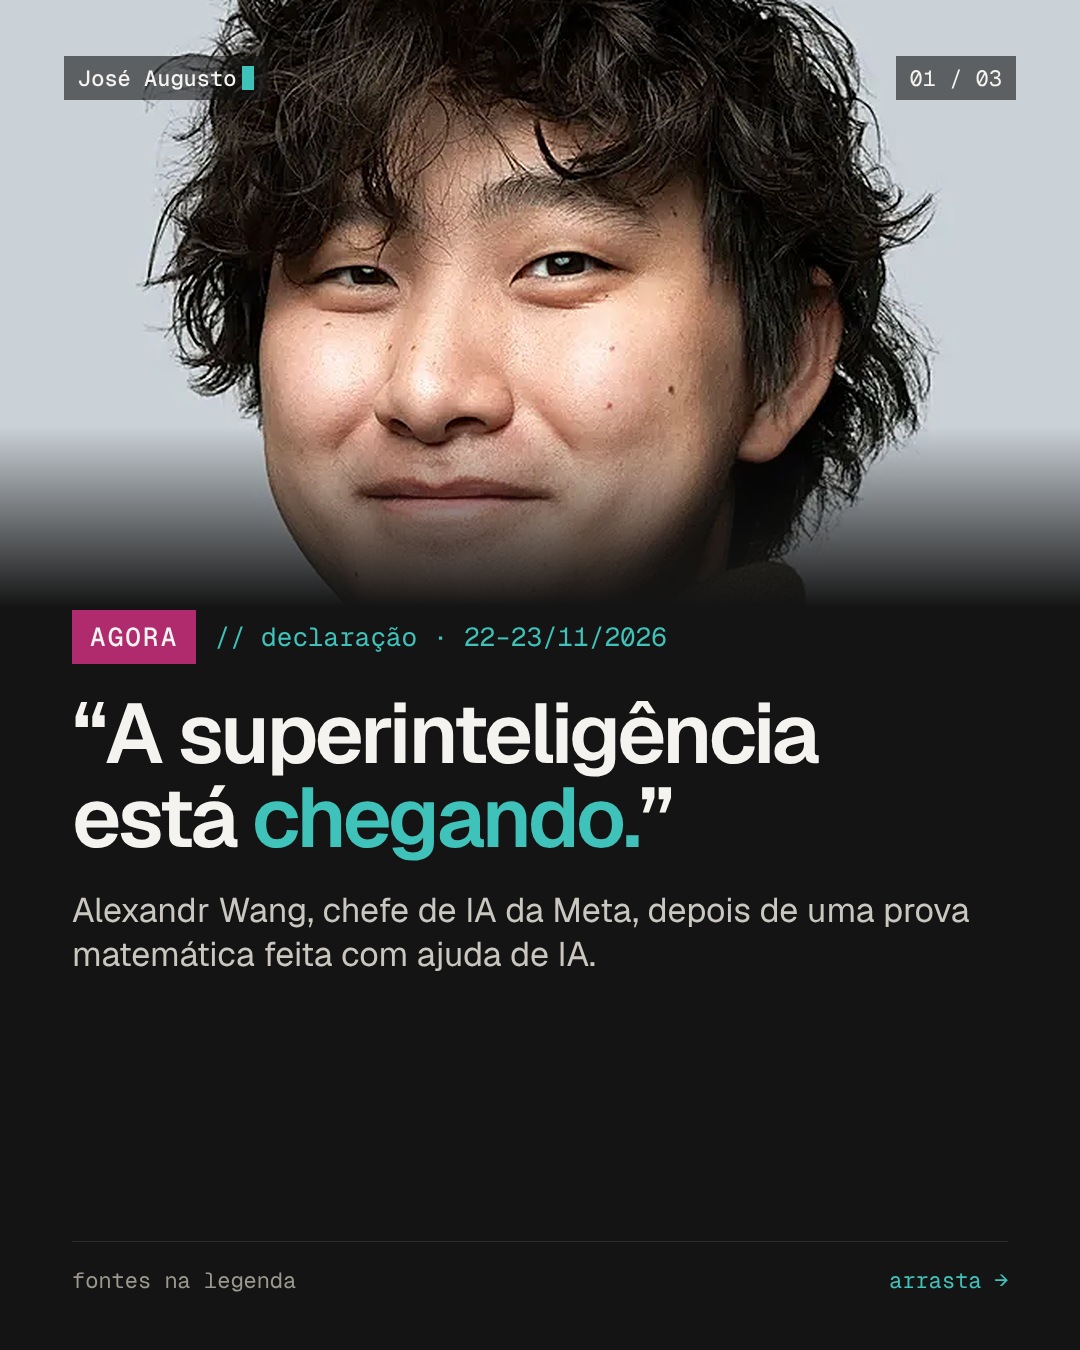 José Augusto
01 / 03
AGORA // declaração · 22–23/11/2026
“A superinteligência
está chegando.”
Alexandr Wang, chefe de IA da Meta, depois de uma prova
matemática feita com ajuda de IA.
fontes na legenda
arrasta →